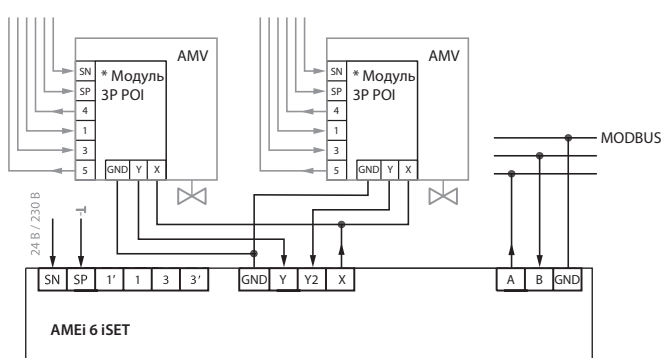 AMV
AMV
SN
* Модуль
3P POI
SP
4
1
3
5
GND Y X
SN
* Модуль
3P POI
SP
4
1
3
5
GND Y X
MODBUS
24 В / 230 В
T~
SN SP 1' 1 3 3' GND Y Y2 X A B GND
AMEi 6 iSET